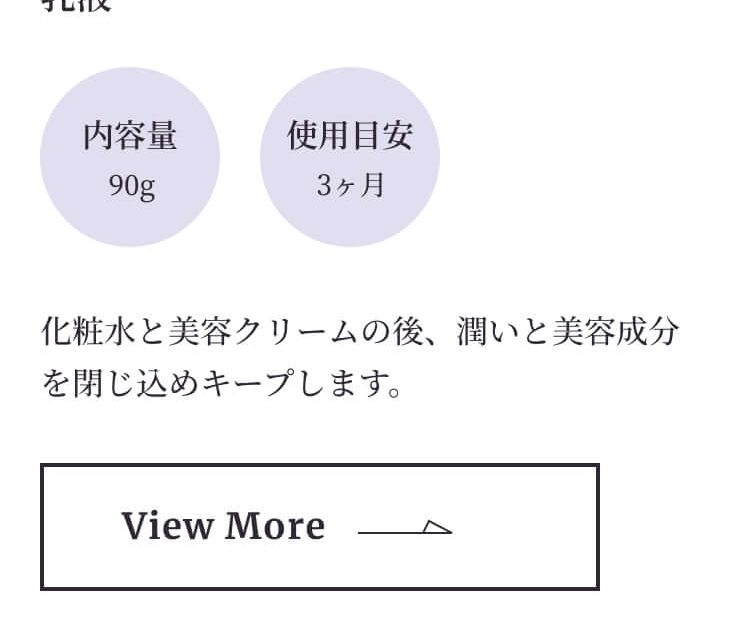 乳液
内容量
90g
使用目安
3ヶ月
化粧水と美容クリームの後、潤いと美容成分
を閉じ込めキープします。
View More